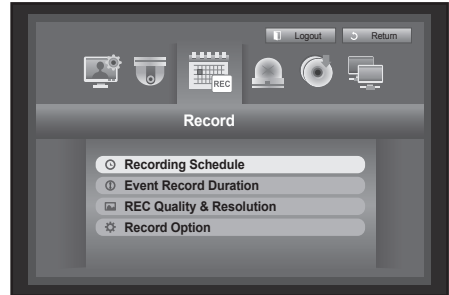 Logout Return
REC
Record
Recording Schedule
Event Record Duration
REC Quality & Resolution
Record Option